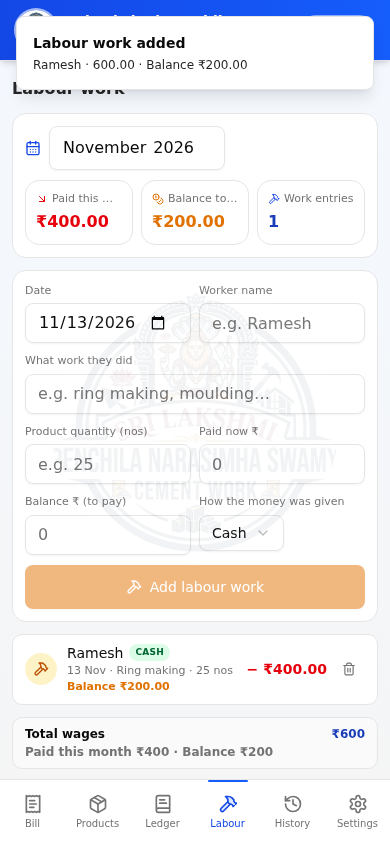 Labour work added
Ramesh · 600.00 · Balance ₹200.00
Labour work
November 2026
Paid this ...
₹400.00
Balance to...
₹200.00
Work entries
1
Date
Worker name
11/13/2026
e.g. Ramesh
What work they did
e.g. ring making, moulding...
Product quantity (nos)
Paid now ₹
e.g. 25
0
Balance ₹ (to pay)
How the money was given
0
Cash
Add labour work
Ramesh
CASH
13 Nov · Ring making · 25 nos
− ₹400.00
Balance ₹200.00
Total wages
₹600
Paid this month ₹400 · Balance ₹200
Bill
Products
Ledger
Labour
History
Settings